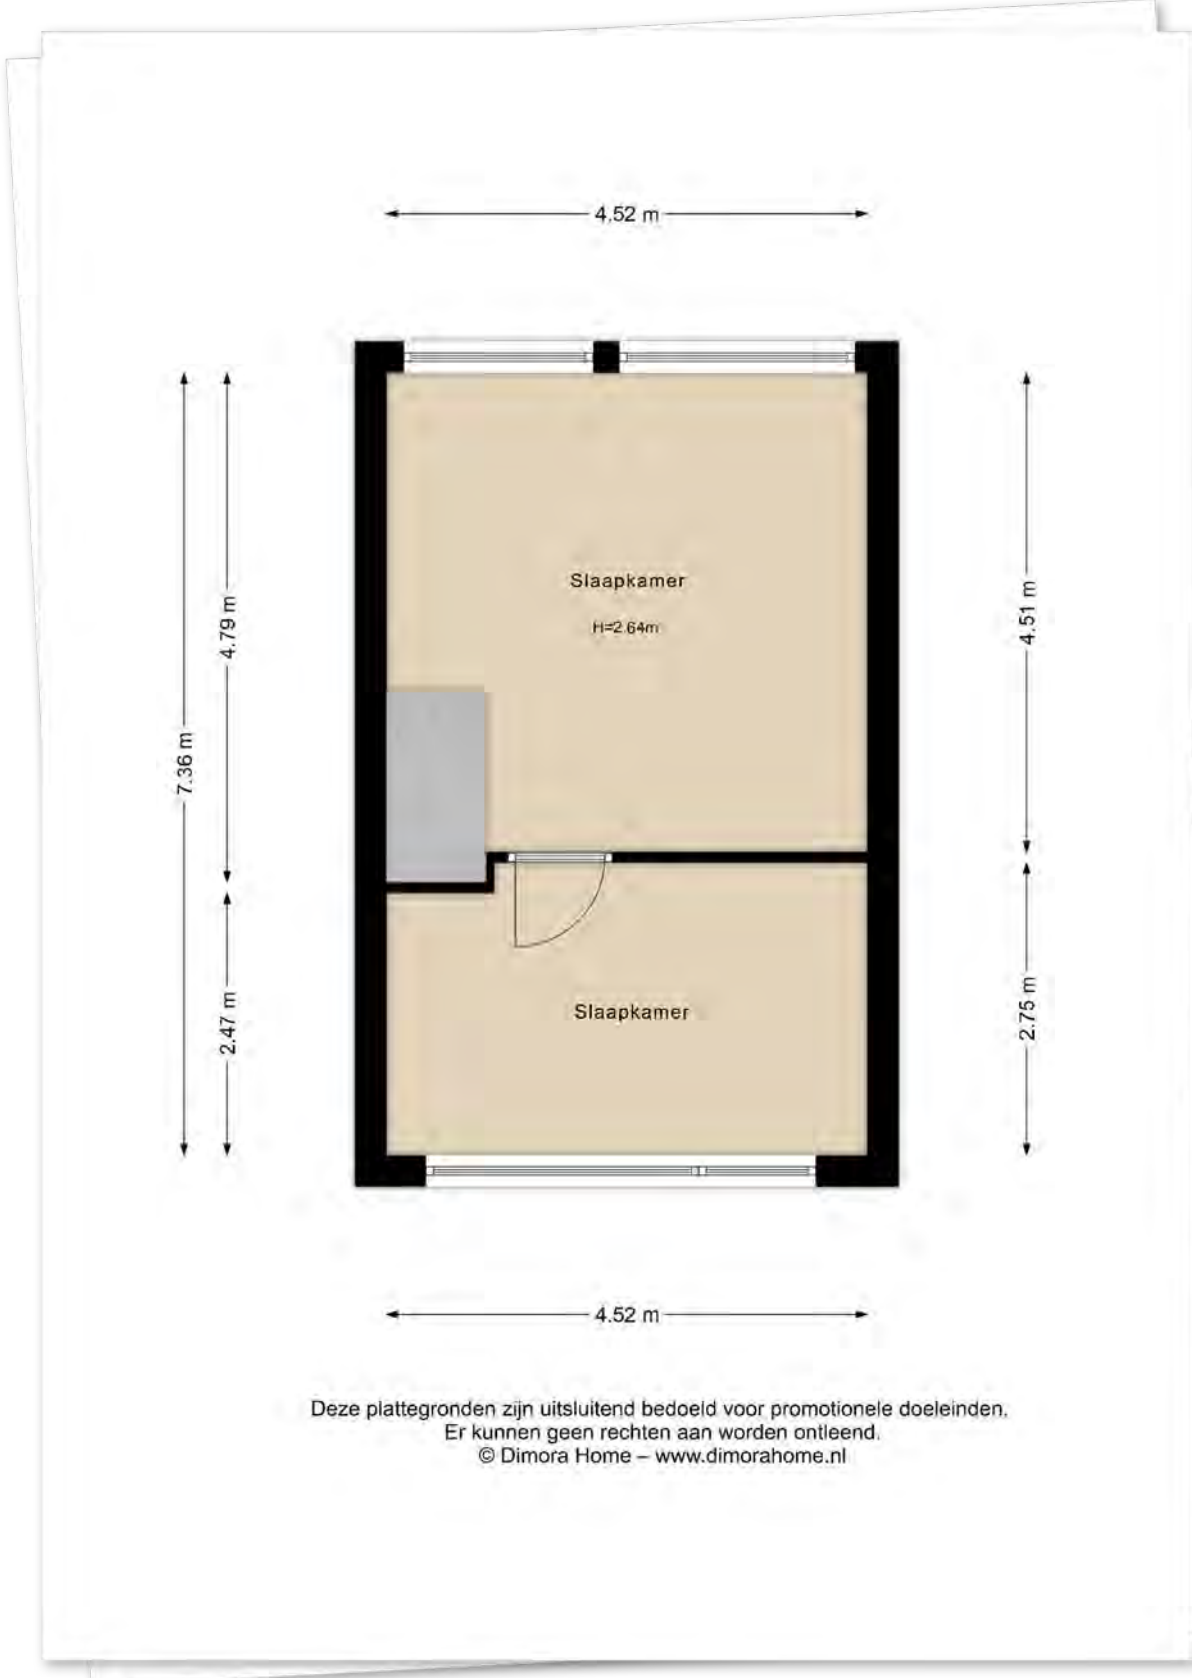 4.52 m
Slaapkamer
H=2.64m
4.79 m
4.51 m
7.36 m
2.47 m
2.75 m
Slaapkamer
4.52 m
Deze plattegronden zijn uitsluitend bedoeld voor promotionele doeleinden.
Er kunnen geen rechten aan worden ontleend.
© Dimora Home – www.dimorahome.nl